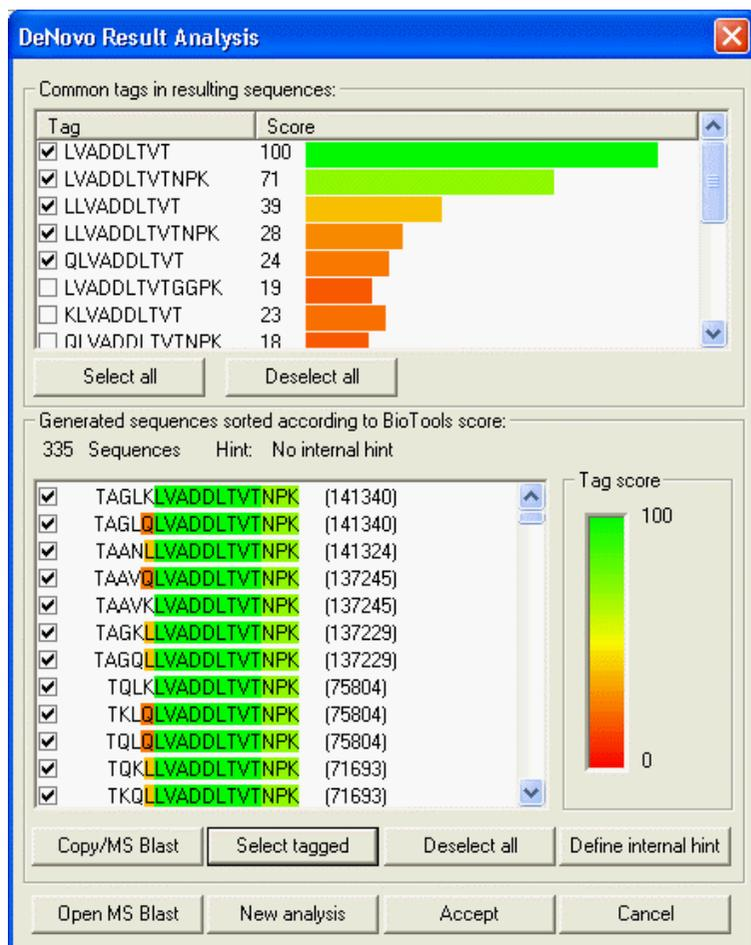 DeNovo Result Analysis
Common tags in resulting sequences:
Tag Score
LVADDLTVT 100
LVADDLTVTNPK 71
LLVADDLTVT 39
LLVADDLTVTNPK 28
QLVADDLTVT 24
LVADDLTVTGGPK 19
KLVADDLTVT 23
QLVADDLTVTNPK 18
Select all Deselect all
Generated sequences sorted according to BioTools score:
335 Sequences Hint: No internal hint
Tag score
100
0
TAGLKLVADDLTVTNPK (141340)
TAGLQLVADDLTVTNPK (141340)
TAANLLVADDLTVTNPK (141324)
TAAVQLVADDLTVTNPK (137245)
TAAVKLVADDLTVTNPK (137245)
TAGKLLVADDLTVTNPK (137229)
TAGQLLVADDLTVTNPK (137229)
TQLKLVADDLTVTNPK (75804)
TKLQLVADDLTVTNPK (75804)
TQLQLVADDLTVTNPK (75804)
TQKLLVADDLTVTNPK (71693)
TKQLLVADDLTVTNPK (71693)
Copy/MS Blast Select tagged Deselect all Define internal hint
Open MS Blast New analysis Accept Cancel